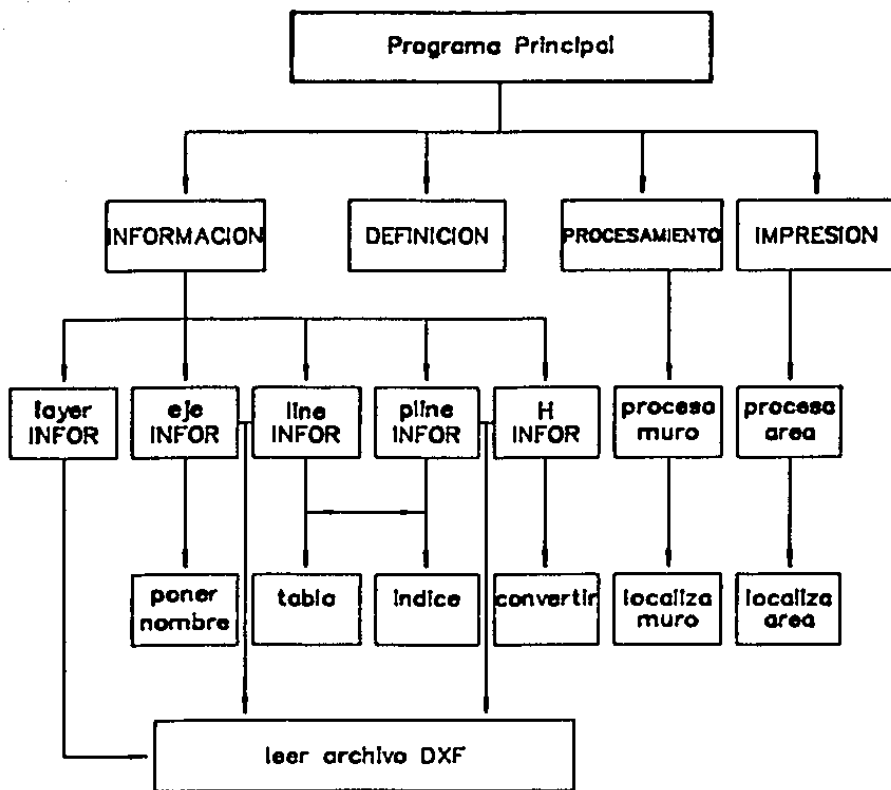 Programa Principal
INFORMACION
DEFINICION
PROCESAMIENTO
IMPRESION
layer
INFOR
eje
INFOR
line
INFOR
pline
INFOR
H
INFOR
procesa
muro
procesa
area
poner
nombre
tabla
indice
convertir
localiza
muro
localiza
area
leer archivo DXF